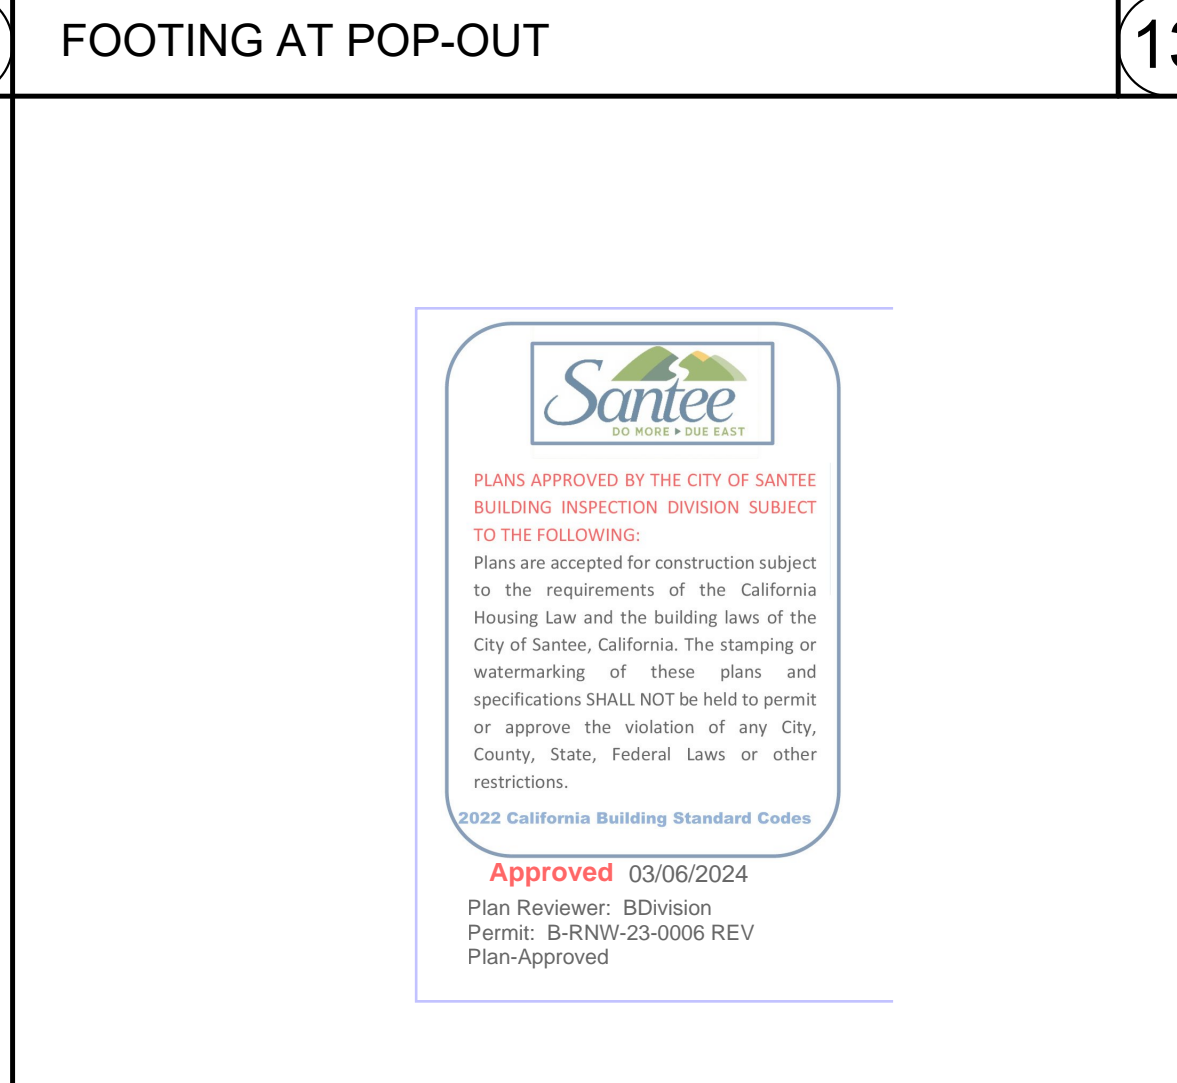 FOOTING AT POP-OUT
13
Santee
DO MORE ▶ DUE EAST
PLANS APPROVED BY THE CITY OF SANTEE
BUILDING INSPECTION DIVISION SUBJECT
TO THE FOLLOWING:
Plans are accepted for construction subject
to the requirements of the California
Housing Law and the building laws of the
City of Santee, California. The stamping or
watermarking of these plans and
specifications SHALL NOT be held to permit
or approve the violation of any City,
County, State, Federal Laws or other
restrictions.
2022 California Building Standard Codes
Approved 03/06/2024
Plan Reviewer: BDivision
Permit: B-RNW-23-0006 REV
Plan-Approved